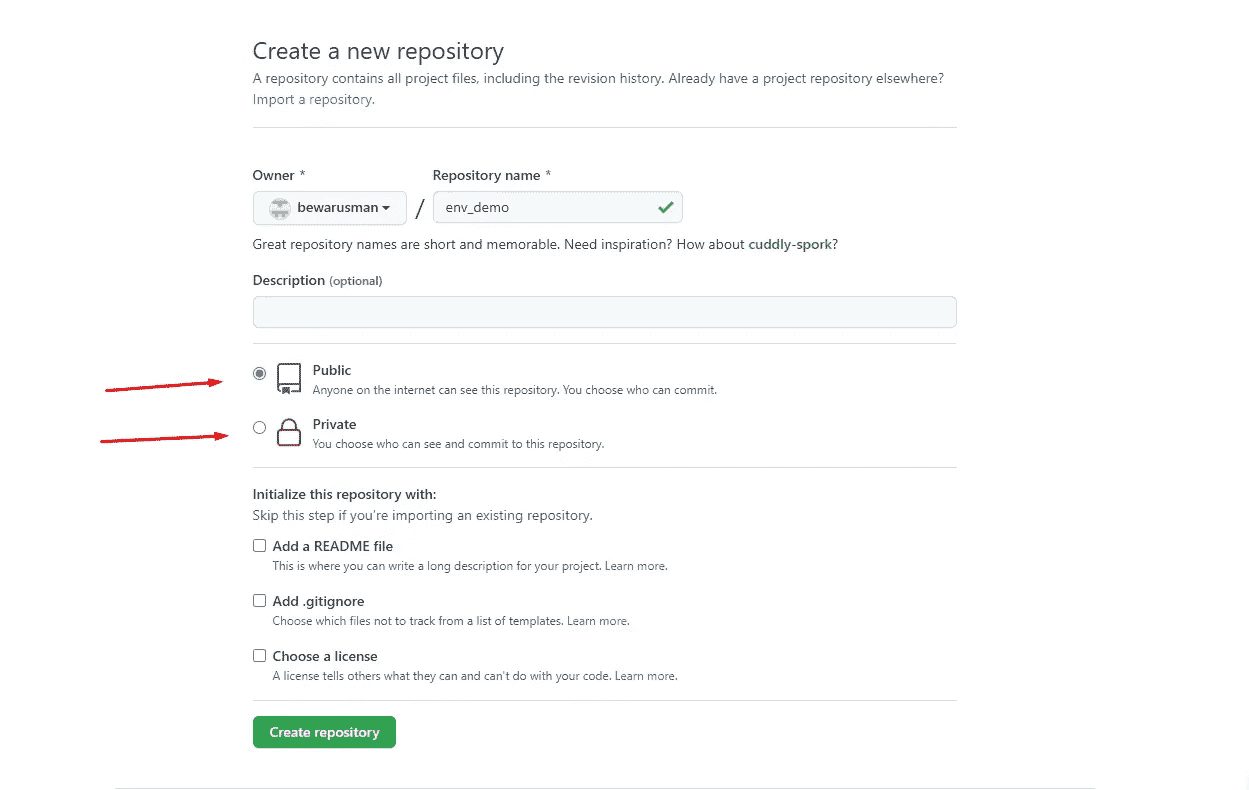 Create a new repository
A repository contains all project files, including the revision history. Already have a project repository elsewhere?
Import a repository.
Owner * Repository name *
bewarusman / env_demo
Great repository names are short and memorable. Need inspiration? How about cuddly-spork?
Description (optional)
Public
Anyone on the internet can see this repository. You choose who can commit.
Private
You choose who can see and commit to this repository.
Initialize this repository with:
Skip this step if you're importing an existing repository.
Add a README file
This is where you can write a long description for your project. Learn more.
Add .gitignore
Choose which files not to track from a list of templates. Learn more.
Choose a license
A license tells others what they can and can't do with your code. Learn more.
Create repository